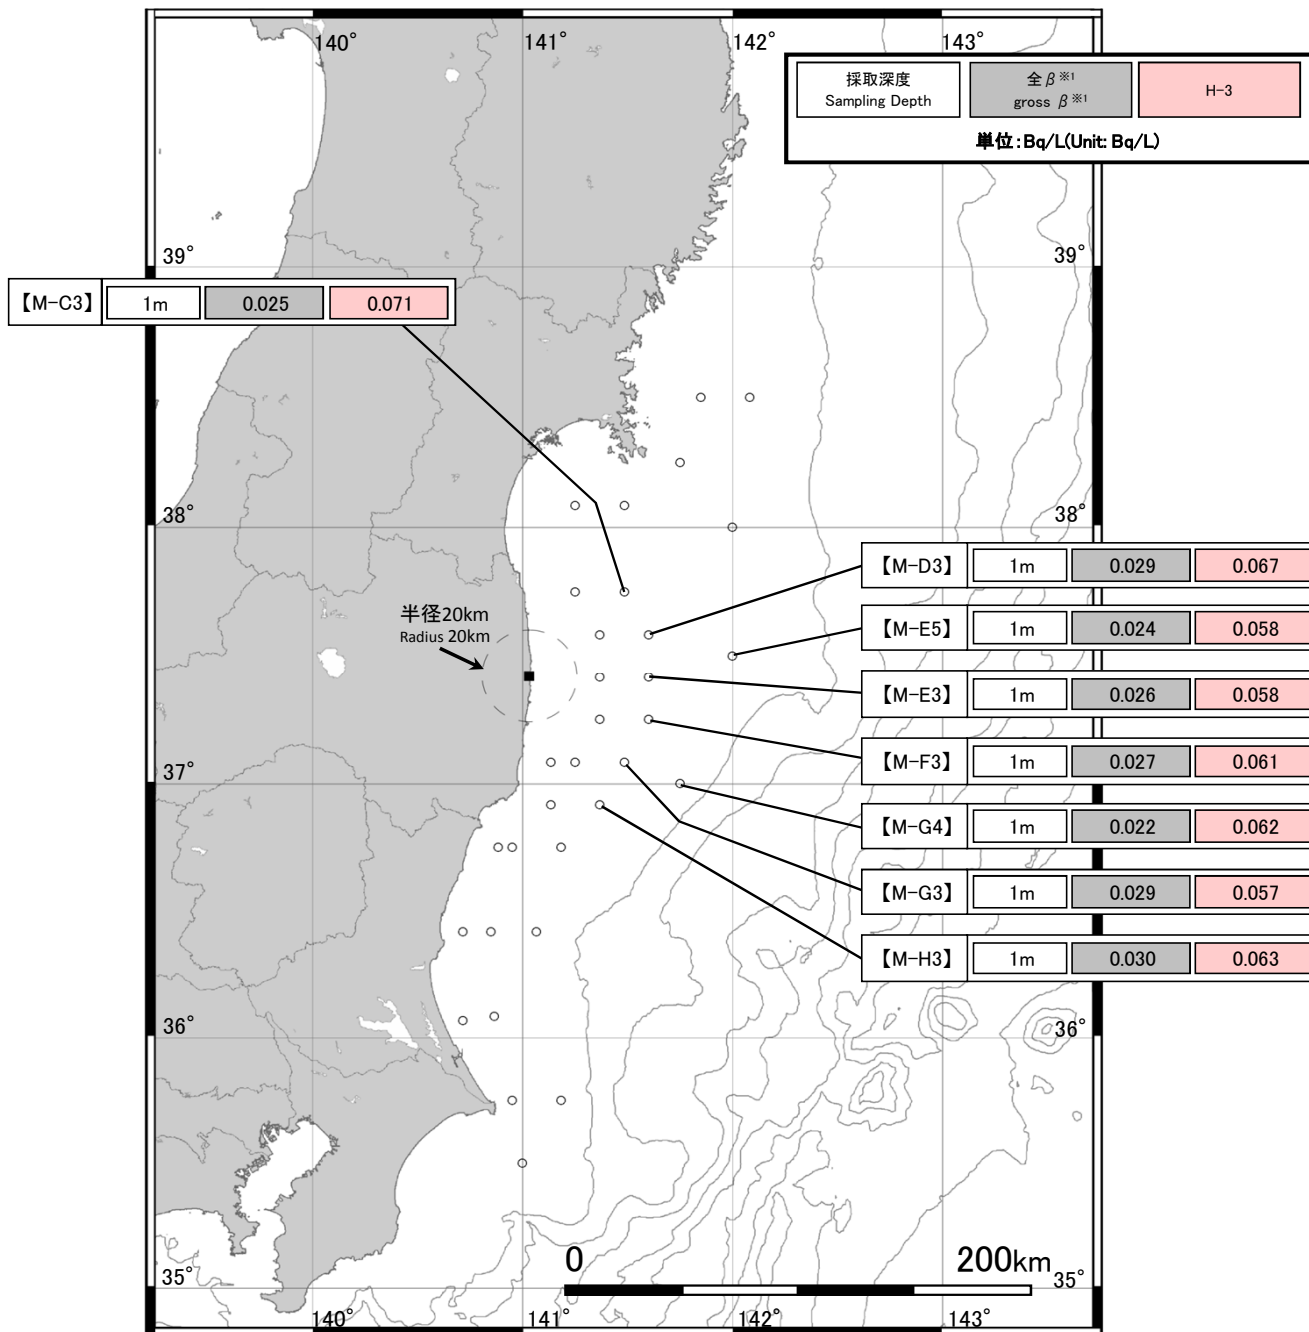 140°
141°
142°
143°
採取深度
Sampling Depth
全β※1
gross β※1
H-3
単位:Bq/L(Unit: Bq/L)
39°
39°
【M-C3】 1m 0.025 0.071
38°
38°
【M-D3】 1m 0.029 0.067
半径20km
Radius 20km
【M-E5】 1m 0.024 0.058
【M-E3】 1m 0.026 0.058
【M-F3】 1m 0.027 0.061
37°
37°
【M-G4】 1m 0.022 0.062
【M-G3】 1m 0.029 0.057
【M-H3】 1m 0.030 0.063
36°
36°
0 200km
35°
35°
140°
141°
142°
143°